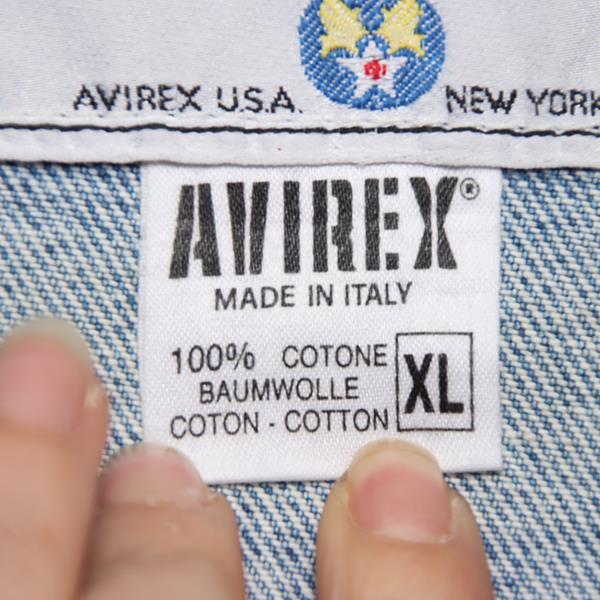 AVIREX U.S.A. NEW YORK
AVIREX®
MADE IN ITALY
100% COTONE
BAUMWOLLE
COTON - COTTON
XL